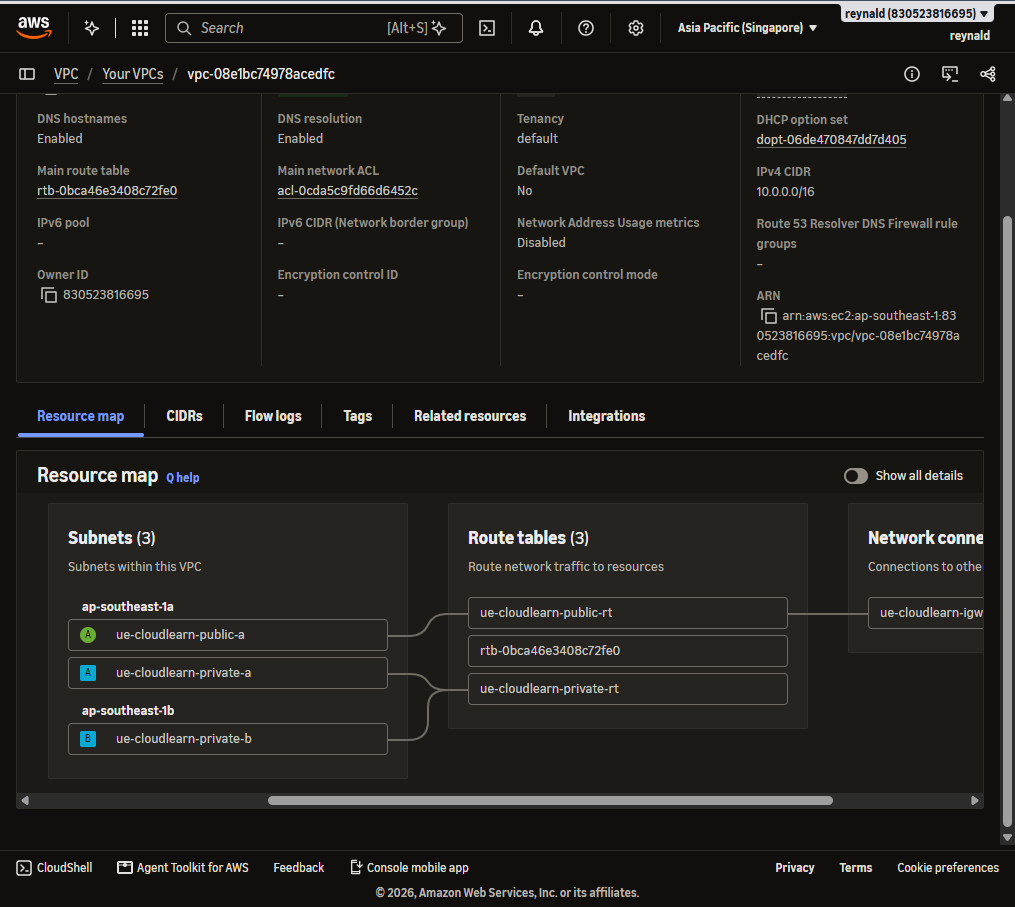 aws
Search [Alt+S]
Asia Pacific (Singapore)
reynald (830523816695)
reynald
VPC / Your VPCs / vpc-08e1bc74978acedfc
DNS hostnames
Enabled
Main route table
rtb-0bca46e3408c72fe0
IPv6 pool
–
Owner ID
830523816695
DNS resolution
Enabled
Main network ACL
acl-0cda5c9fd66d6452c
IPv6 CIDR (Network border group)
–
Encryption control ID
–
Tenancy
default
Default VPC
No
Network Address Usage metrics
Disabled
Encryption control mode
–
DHCP option set
dopt-06de470847dd7d405
IPv4 CIDR
10.0.0.0/16
Route 53 Resolver DNS Firewall rule
groups
–
ARN
arn:aws:ec2:ap-southeast-1:83
0523816695:vpc/vpc-08e1bc74978a
cedfc
Resource map
CIDRs
Flow logs
Tags
Related resources
Integrations
Resource map Q help
Show all details
Subnets (3)
Subnets within this VPC
ap-southeast-1a
A ue-cloudlearn-public-a
A ue-cloudlearn-private-a
ap-southeast-1b
B ue-cloudlearn-private-b
Route tables (3)
Route network traffic to resources
ue-cloudlearn-public-rt
rtb-0bca46e3408c72fe0
ue-cloudlearn-private-rt
Network conne
Connections to othe
ue-cloudlearn-igw
CloudShell
Agent Toolkit for AWS
Feedback
Console mobile app
Privacy
Terms
Cookie preferences
© 2026, Amazon Web Services, Inc. or its affiliates.